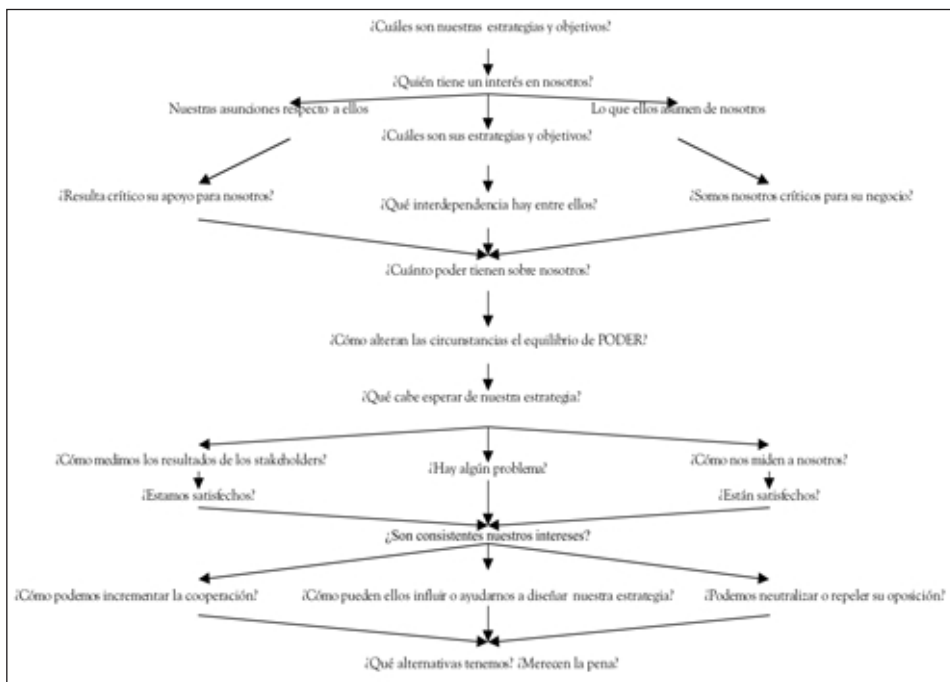 ¿Cuáles son nuestras estrategias y objetivos?
¿Quién tiene un interés en nosotros?
Nuestras asunciones respecto a ellos
Lo que ellos asumen de nosotros
¿Cuáles son sus estrategias y objetivos?
¿Resulta crítico su apoyo para nosotros?
¿Qué interdependencia hay entre ellos?
¿Somos nosotros críticos para su negocio?
¿Cuánto poder tienen sobre nosotros?
¿Cómo alteran las circunstancias el equilibrio de PODER?
¿Qué cabe esperar de nuestra estrategia?
¿Cómo medimos los resultados de los stakeholders?
¿Hay algún problema?
¿Cómo nos miden a nosotros?
¿Estamos satisfechos?
¿Están satisfechos?
¿Son consistentes nuestros intereses?
¿Cómo podemos incrementar la cooperación?
¿Cómo pueden ellos influir o ayudarnos a diseñar nuestra estrategia?
¿Podemos neutralizar o repeler su oposición?
¿Qué alternativas tenemos? ¿Merecen la pena?